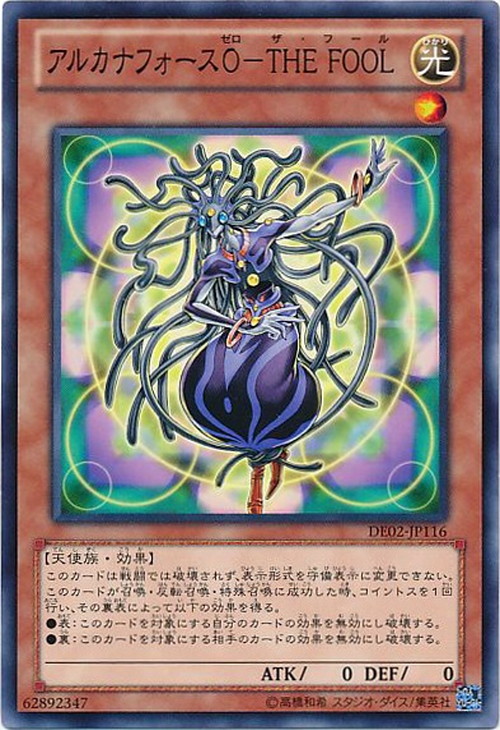 ゼロ ザ・フール
アルカナフォース0－THE FOOL
ひかり
光
DE02-JP116
【天使族・効果】
このカードは戦闘では破壊されず、表示形式を守備表示に変更できない。
このカードが召喚・反転召喚・特殊召喚に成功した時、コイントスを1回
行い、その裏表によって以下の効果を得る。
●表：このカードを対象にする自分のカードの効果を無効にし破壊する。
●裏：このカードを対象にする相手のカードの効果を無効にし破壊する。
ATK/ 0 DEF/ 0
62892347
©高橋和希 スタジオ・ダイス/集英社